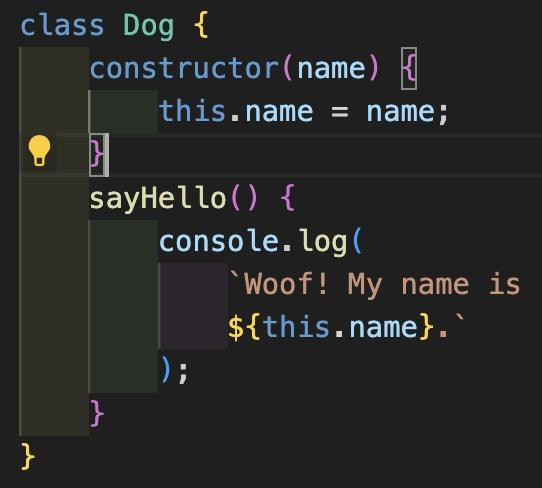 class Dog {
    constructor(name) {
        this.name = name;
    }
    sayHello() {
        console.log(
            `Woof! My name is
            ${this.name}.`
        );
    }
}